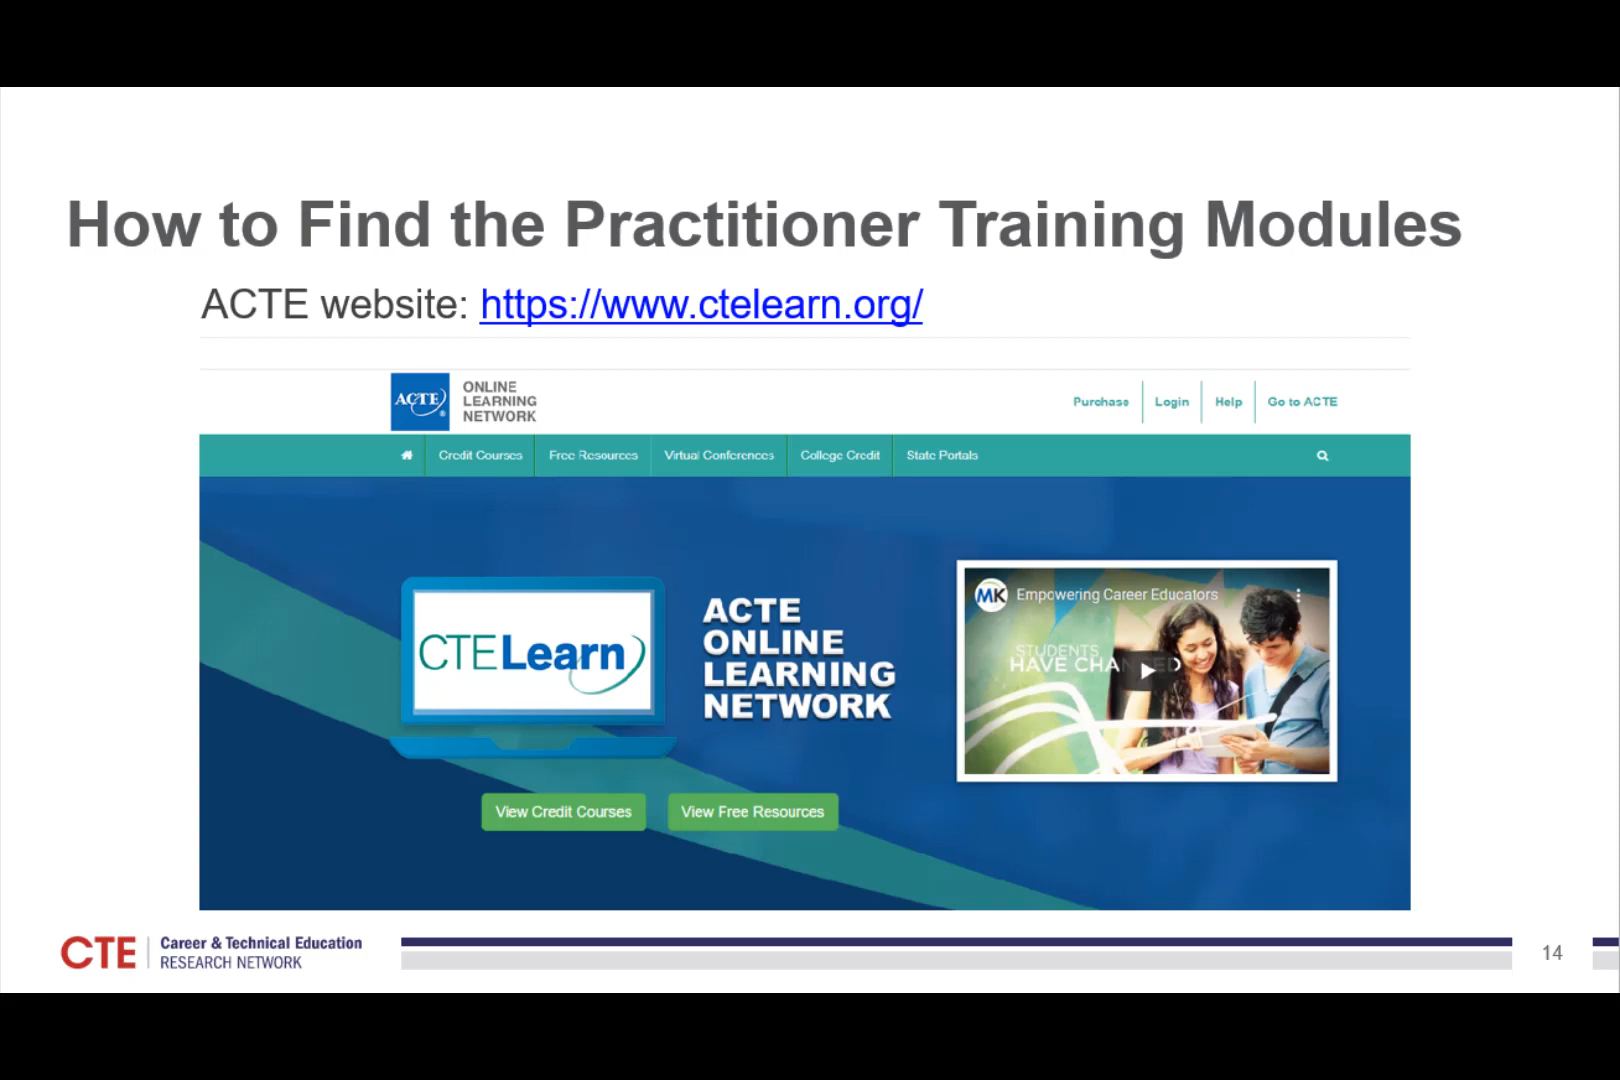 How to Find the Practitioner Training Modules
ACTE website: https://www.ctelearn.org/
ACTE®
ONLINE
LEARNING
NETWORK
Purchase Login Help Go to ACTE
Credit Courses Free Resources Virtual Conferences College Credit State Portals
CTELearn
ACTE
ONLINE
LEARNING
NETWORK
MK Empowering Career Educators
STUDENTS
HAVE CHANGED
View Credit Courses View Free Resources
CTE
Career & Technical Education
RESEARCH NETWORK
14